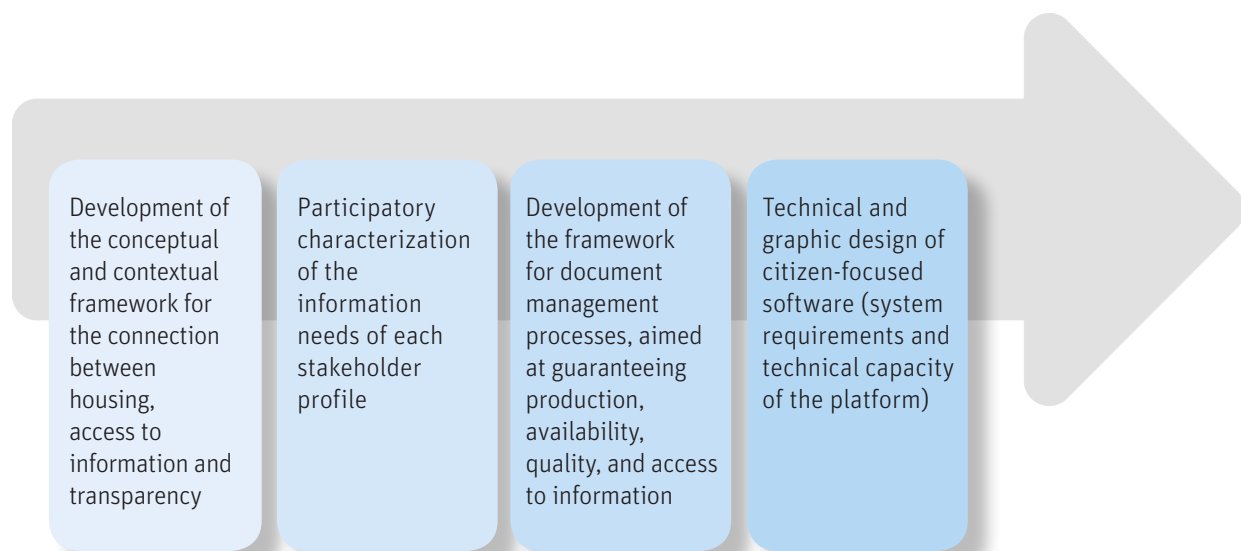 Development of
the conceptual
and contextual
framework for
the connection
between
housing,
access to
information and
transparency
Participatory
characterization
of the
information
needs of each
stakeholder
profile
Development of
the framework
for document
management
processes, aimed
at guaranteeing
production,
availability,
quality, and access
to information
Technical and
graphic design of
citizen-focused
software (system
requirements and
technical capacity
of the platform)